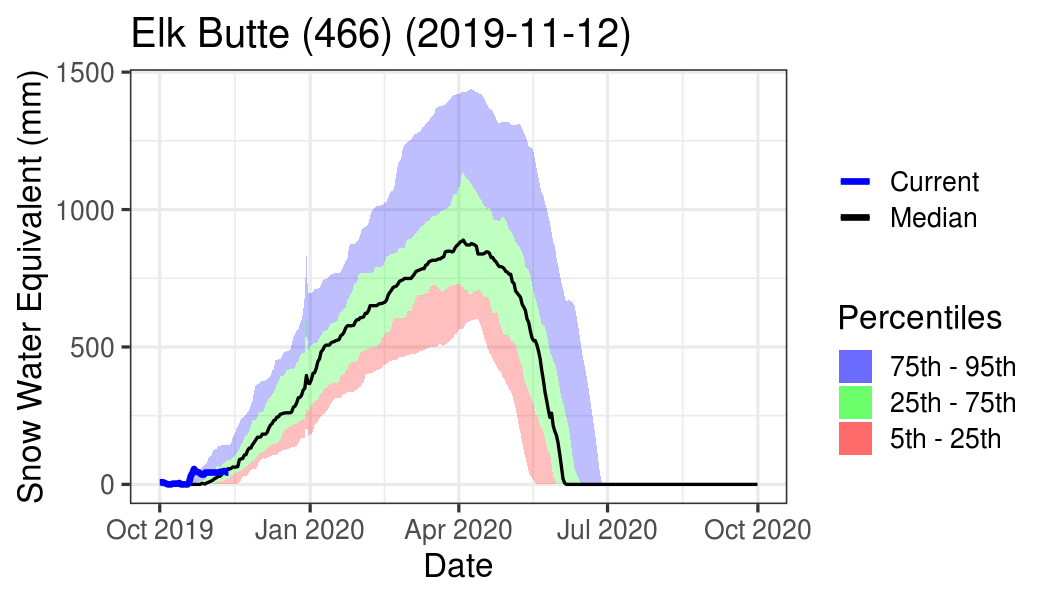 Elk Butte (466) (2019-11-12)
Snow Water Equivalent (mm)
1500
1000
500
0
Oct 2019
Jan 2020
Apr 2020
Jul 2020
Oct 2020
Date
Current
Median
Percentiles
75th - 95th
25th - 75th
5th - 25th